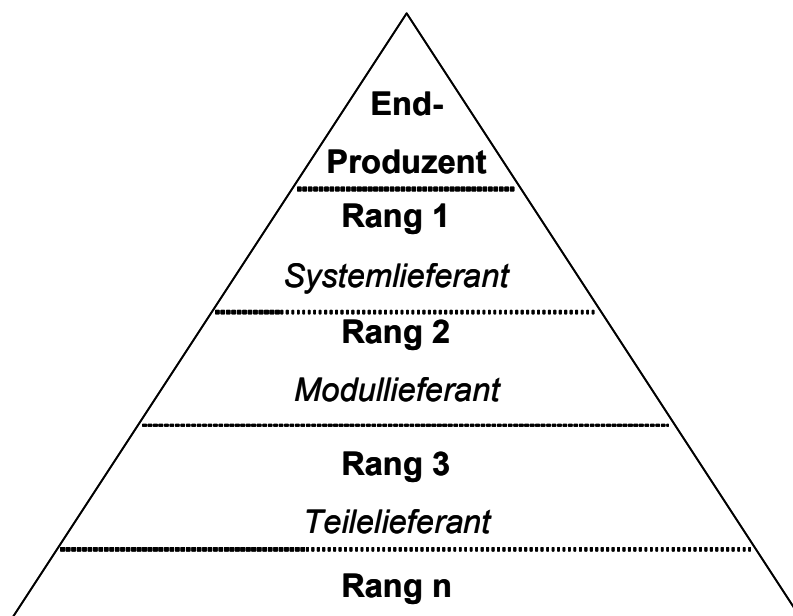 End-
Produzent
Rang 1
Systemlieferant
Rang 2
Modullieferant
Rang 3
Teilelieferant
Rang n